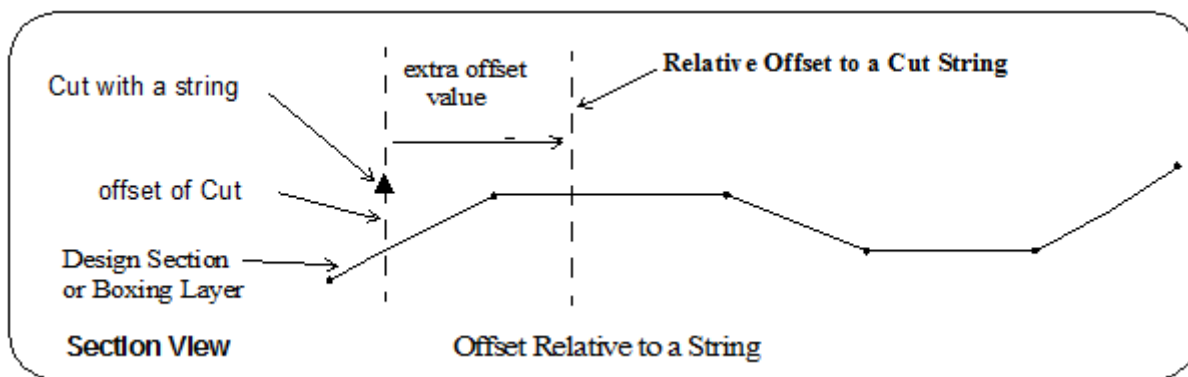 extra offset
value
Relative Offset to a Cut String
Cut with a string
offset of Cut
Design Section
or Boxing Layer
Section View
Offset Relative to a String